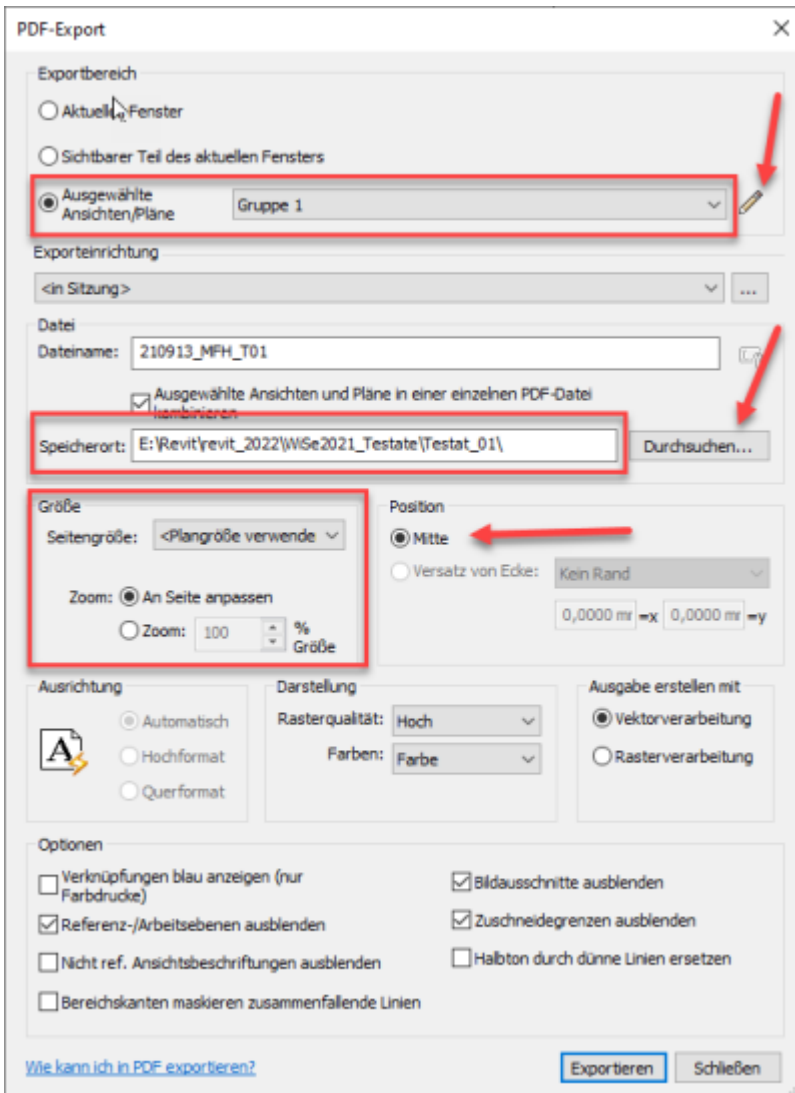 PDF-Export
Exportbereich
Aktuelles Fenster
Sichtbarer Teil des aktuellen Fensters
Ausgewählte
Ansichten/Pläne
Gruppe 1
Exporteinrichtung
<in Sitzung>
...
Datei
Dateiname: 210913_MFH_T01
Ausgewählte Ansichten und Pläne in einer einzelnen PDF-Datei
kombinieren
Speicherort: E:\Revit\revit_2022\WiSe2021_Testate\Testat_01\ Durchsuchen...
Größe
Seitengröße: <Plangröße verwende
Zoom: An Seite anpassen
Zoom: 100 %
Größe
Position
Mitte
Versatz von Ecke: Kein Rand
0,0000 mr =x 0,0000 mr =y
Ausrichtung
A
Automatisch
Hochformat
Querformat
Darstellung
Rasterqualität: Hoch
Farben: Farbe
Ausgabe erstellen mit
Vektorverarbeitung
Rasterverarbeitung
Optionen
Verknüpfungen blau anzeigen (nur
Farbdrucke)
Referenz-/Arbeitsebenen ausblenden
Nicht ref. Ansichtsbeschriftungen ausblenden
Bereichskanten maskieren zusammenfallende Linien
Bildausschnitte ausblenden
Zuschneidegrenzen ausblenden
Halbton durch dünne Linien ersetzen
Wie kann ich in PDF exportieren?
Exportieren
Schließen